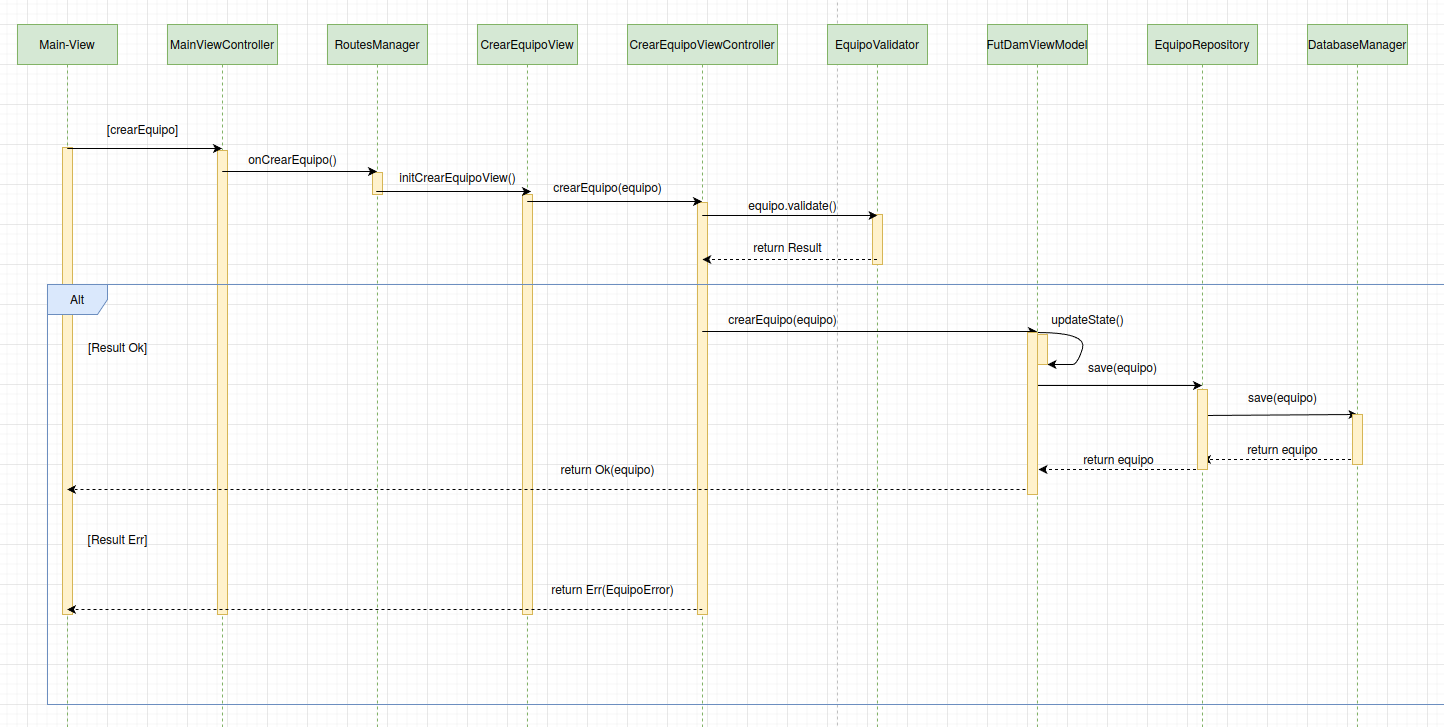 Main-View
MainViewController
RoutesManager
CrearEquipoView
CrearEquipoViewController
EquipoValidator
FutDamViewModel
EquipoRepository
DatabaseManager
[crearEquipo]
onCrearEquipo()
initCrearEquipoView()
crearEquipo(equipo)
equipo.validate()
return Result
Alt
crearEquipo(equipo)
updateState()
[Result Ok]
save(equipo)
save(equipo)
return equipo
return equipo
return Ok(equipo)
[Result Err]
return Err(EquipoError)